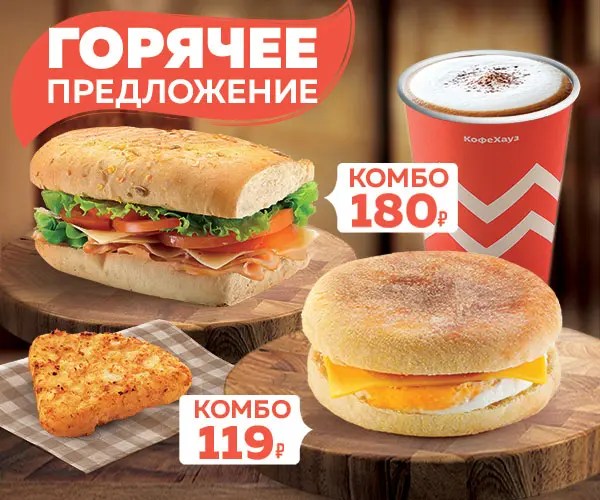 ГОРЯЧЕЕ
ПРЕДЛОЖЕНИЕ
КофеХауз
КОМБО
180₽
КОМБО
119₽